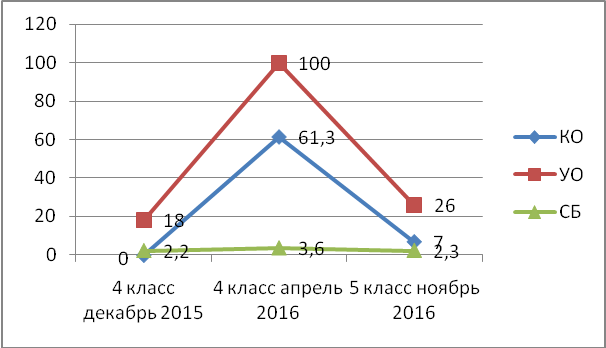 120
100
80
60
40
20
0
100
61,3
18
26
7
0
2,2
3,6
2,3
4 класс
декабрь 2015
4 класс апрель
2016
5 класс ноябрь
2016
КО
УО
СБ